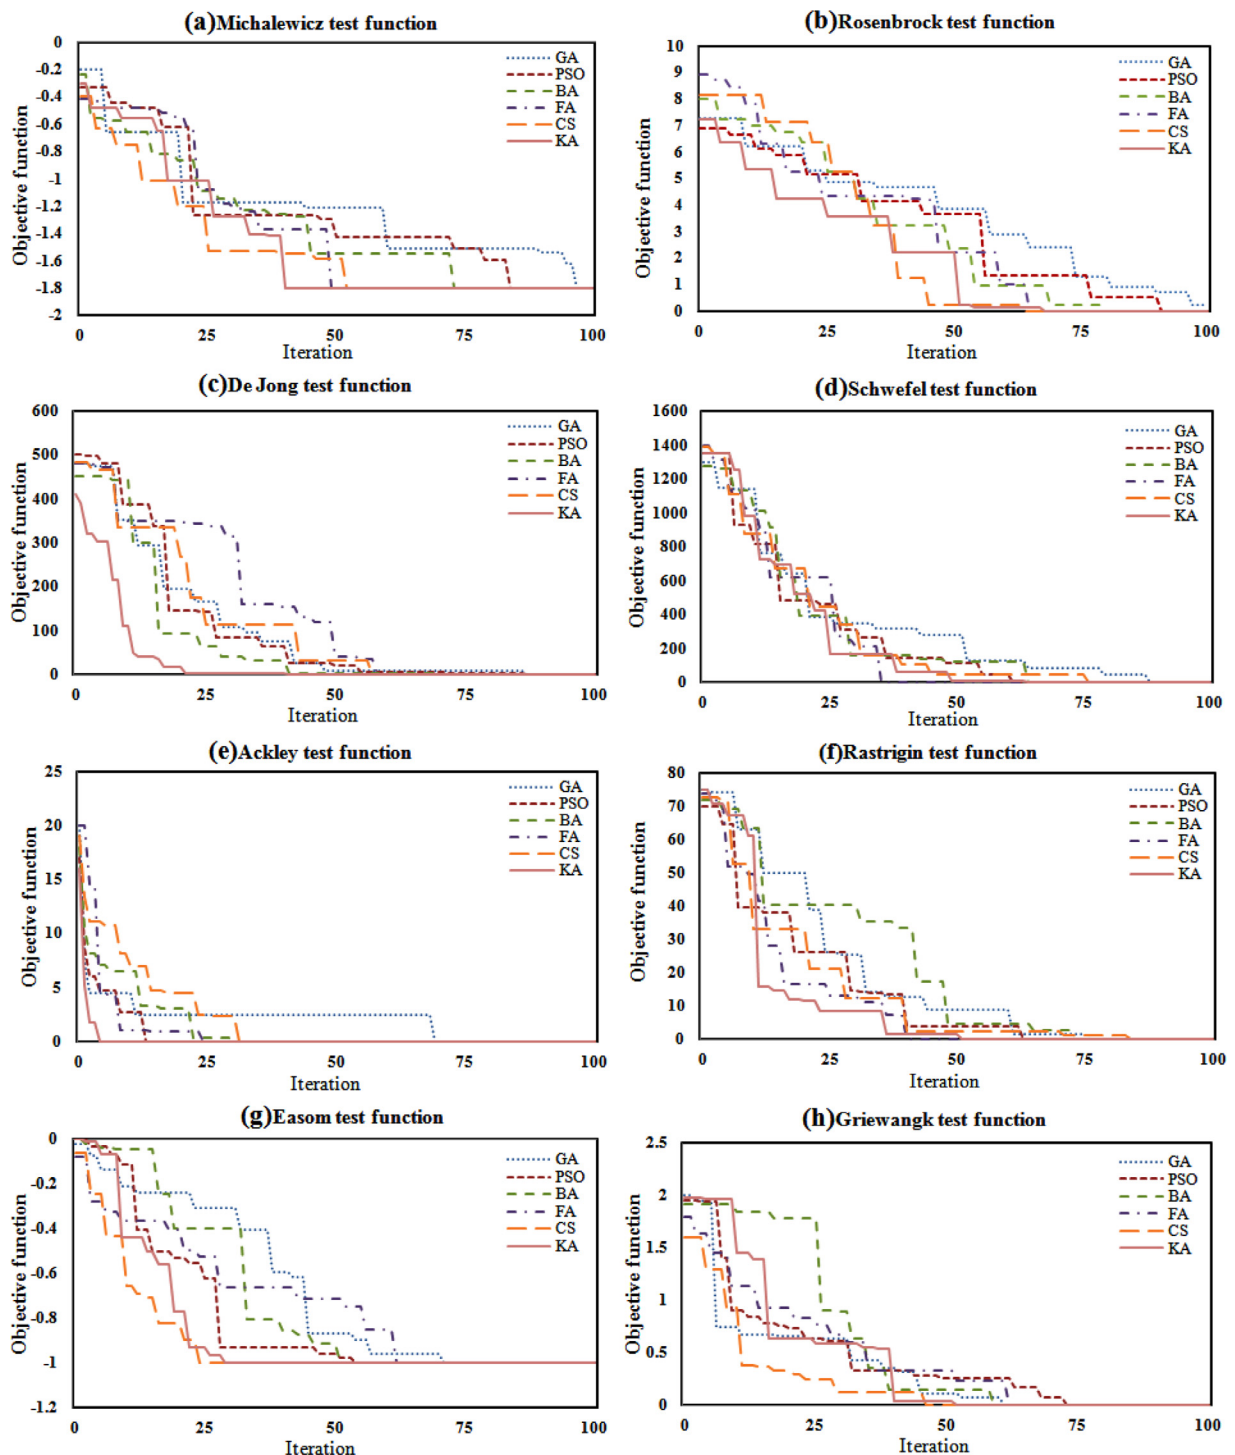 (a)Michalewicz test function
0
-0.2
-0.4
-0.6
-0.8
-1
-1.2
-1.4
-1.6
-1.8
-2
Objective function
GA
PSO
BA
FA
CS
KA
0 25 50 75 100
Iteration
(b)Rosenbrock test function
10
9
8
7
6
5
4
3
2
1
0
Objective function
GA
PSO
BA
FA
CS
KA
0 25 50 75 100
Iteration
(c)De Jong test function
600
500
400
300
200
100
0
Objective function
GA
PSO
BA
FA
CS
KA
0 25 50 75 100
Iteration
(d)Schwefel test function
1600
1400
1200
1000
800
600
400
200
0
Objective function
GA
PSO
BA
FA
CS
KA
0 25 50 75 100
Iteration
(e)Ackley test function
25
20
15
10
5
0
Objective function
GA
PSO
BA
FA
CS
KA
0 25 50 75 100
Iteration
(f)Rastrigin test function
80
70
60
50
40
30
20
10
0
Objective function
GA
PSO
BA
FA
CS
KA
0 25 50 75 100
Iteration
(g)Easom test function
0
-0.2
-0.4
-0.6
-0.8
-1
-1.2
Objective function
GA
PSO
BA
FA
CS
KA
0 25 50 75 100
Iteration
(h)Griewangk test function
2.5
2
1.5
1
0.5
0
Objective function
GA
PSO
BA
FA
CS
KA
0 25 50 75 100
Iteration